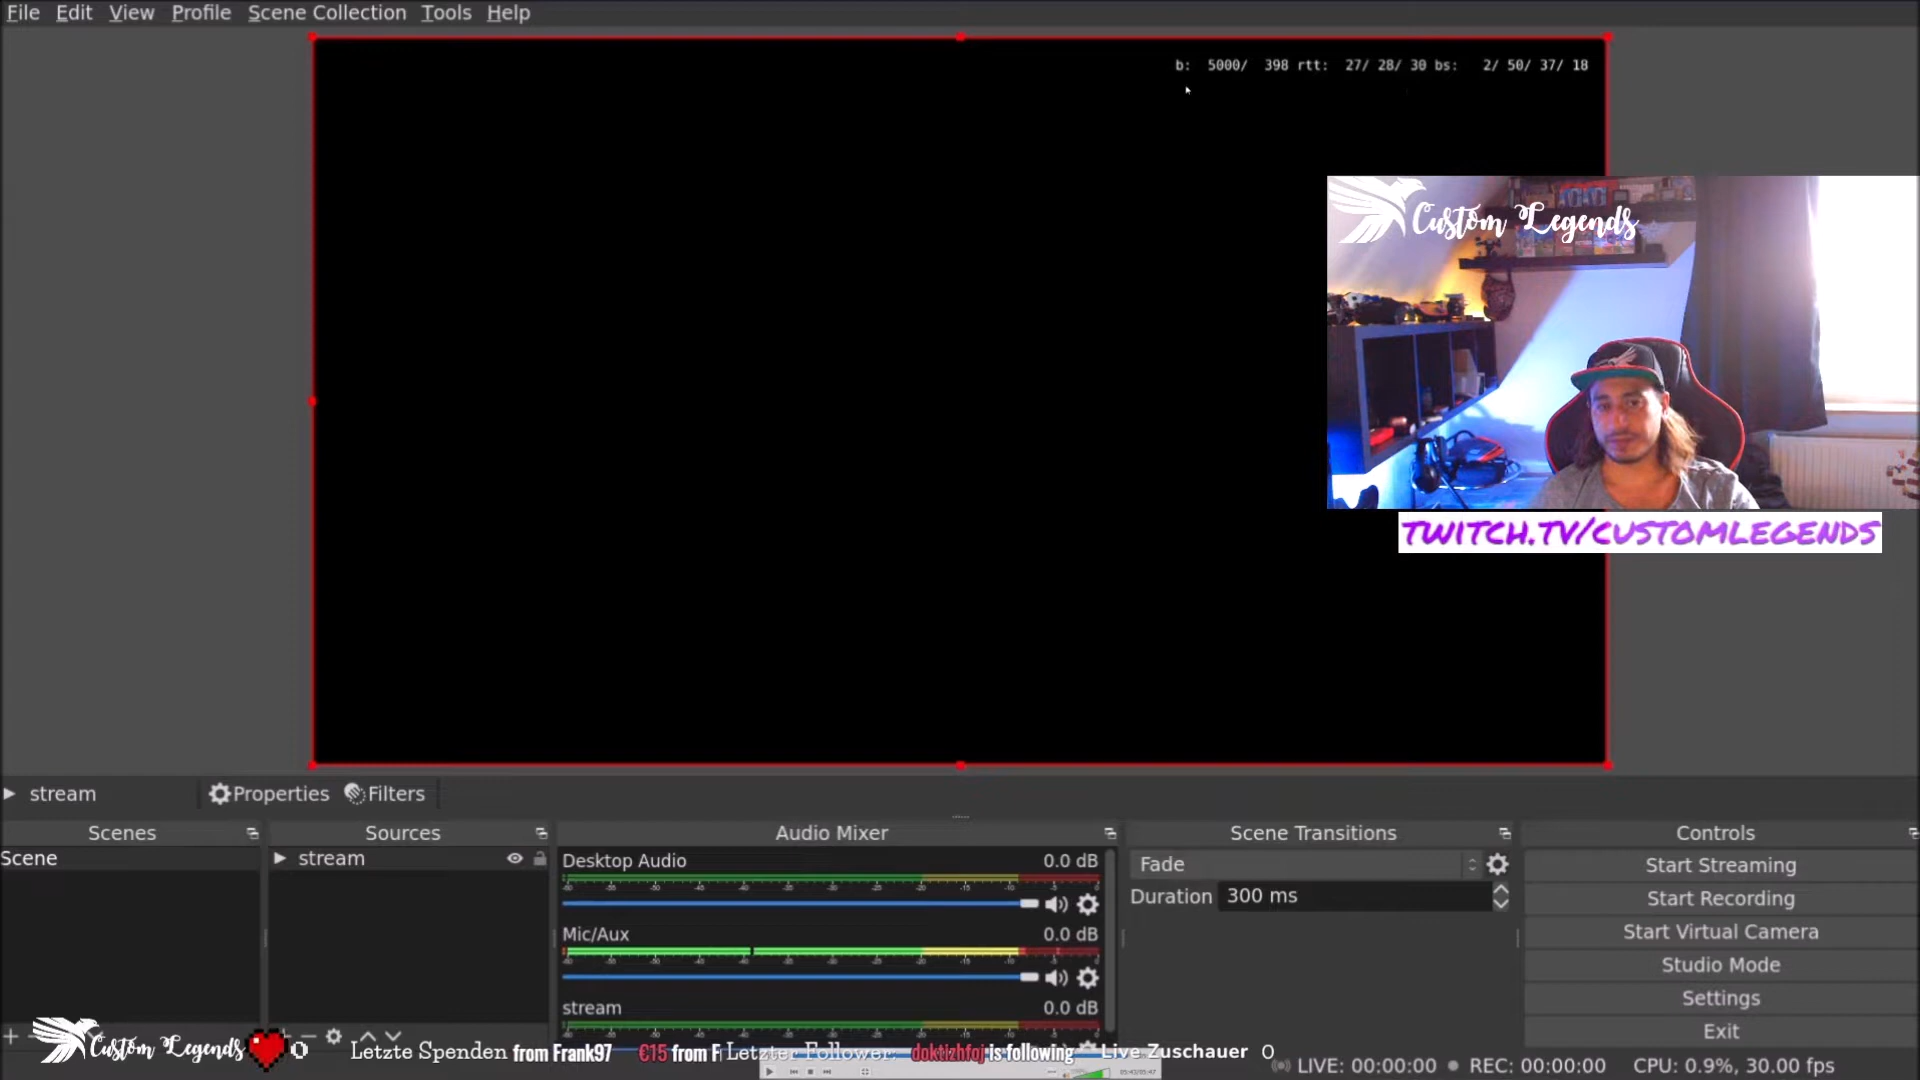 File Edit View Profile Scene Collection Tools Help
b: 5000/ 398 rtt: 27/ 28/ 30 bs: 2/ 50/ 37/ 18
Custom Legends
TWITCH.TV/CUSTOMLEGENDS
stream Properties Filters
Scenes Sources Audio Mixer Scene Transitions Controls
Scene
stream
Desktop Audio 0.0 dB
Mic/Aux 0.0 dB
stream 0.0 dB
Fade
Duration 300 ms
Start Streaming
Start Recording
Start Virtual Camera
Studio Mode
Settings
Exit
Custom Legends 0 Letzte Spenden from Frank97 €15 from F Letzter Follower: doktizhfoj is following Live Zuschauer 0
LIVE: 00:00:00 REC: 00:00:00 CPU: 0.9%, 30.00 fps